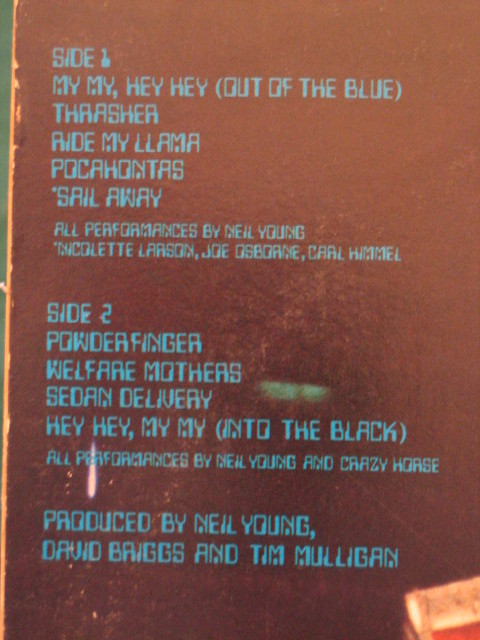 SIDE 1
MY MY, HEY HEY (OUT OF THE BLUE)
THRASHER
RIDE MY LLAMA
POCAHONTAS
*SAIL AWAY
ALL PERFORMANCES BY NEIL YOUNG
*NICOLETTE LARSON, JOE OSBORNE, CARL HIMMEL
SIDE 2
POWDERFINGER
WELFARE MOTHERS
SEDAN DELIVERY
HEY HEY, MY MY (INTO THE BLACK)
ALL PERFORMANCES BY NEIL YOUNG AND CRAZY HORSE
PRODUCED BY NEIL YOUNG,
DAVID BRIGGS AND TIM MULLIGAN